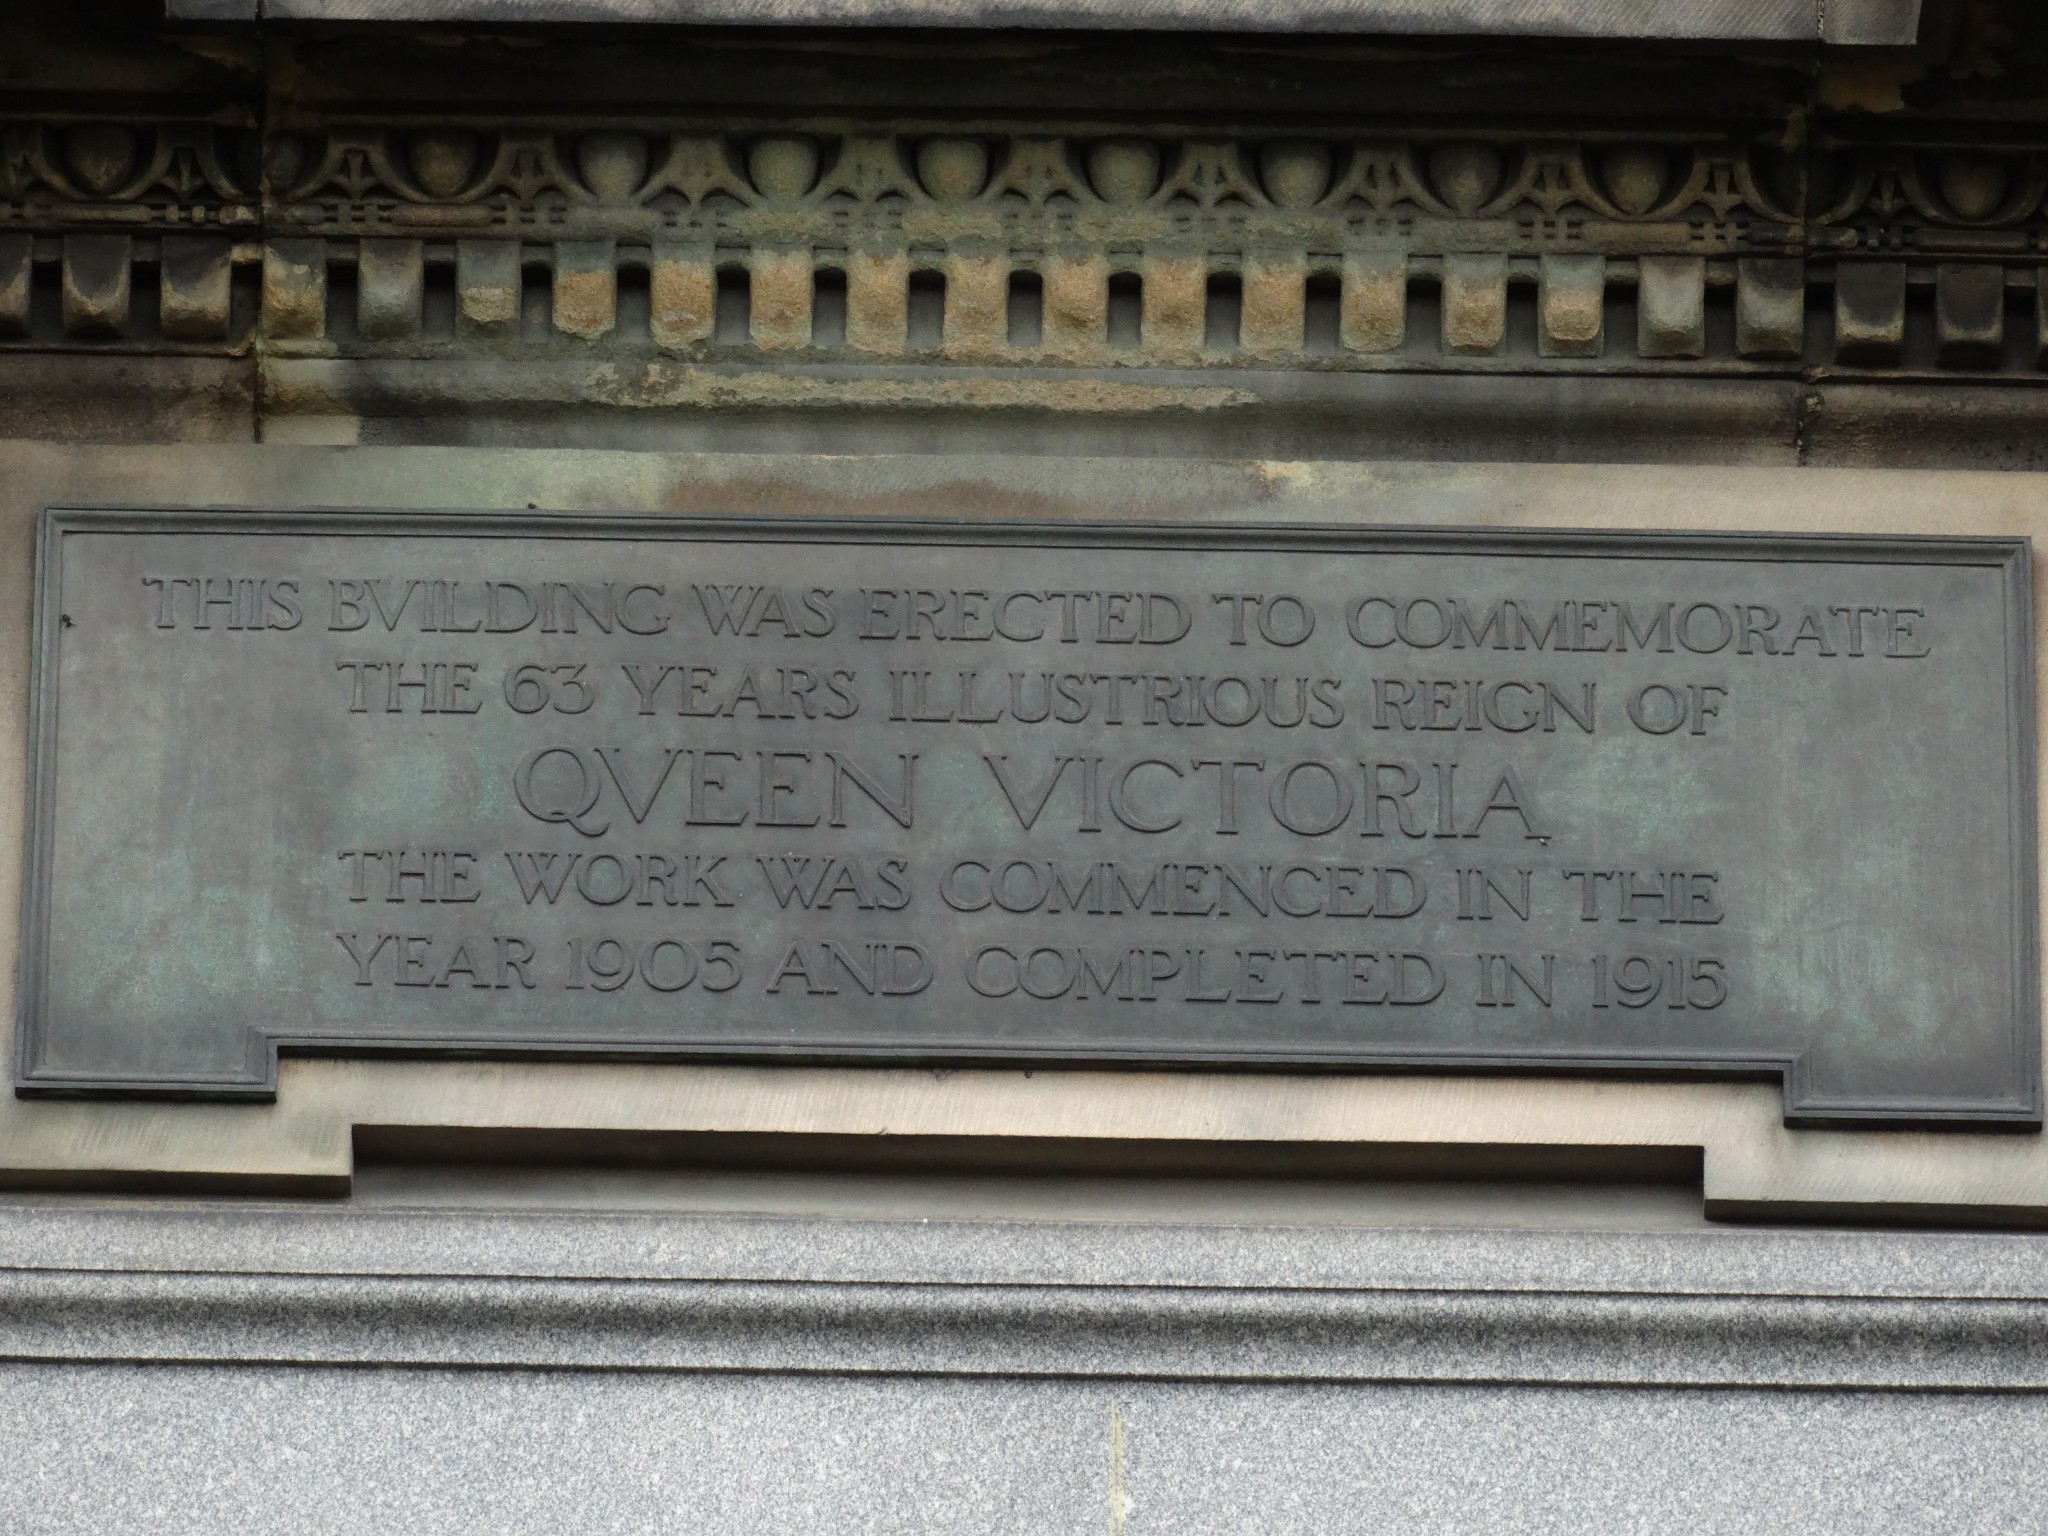 THIS BVILDING WAS ERECTED TO COMMEMORATE
THE 63 YEARS ILLUSTRIOUS REIGN OF
QVEEN VICTORIA
THE WORK WAS COMMENCED IN THE
YEAR 1905 AND COMPLETED IN 1915